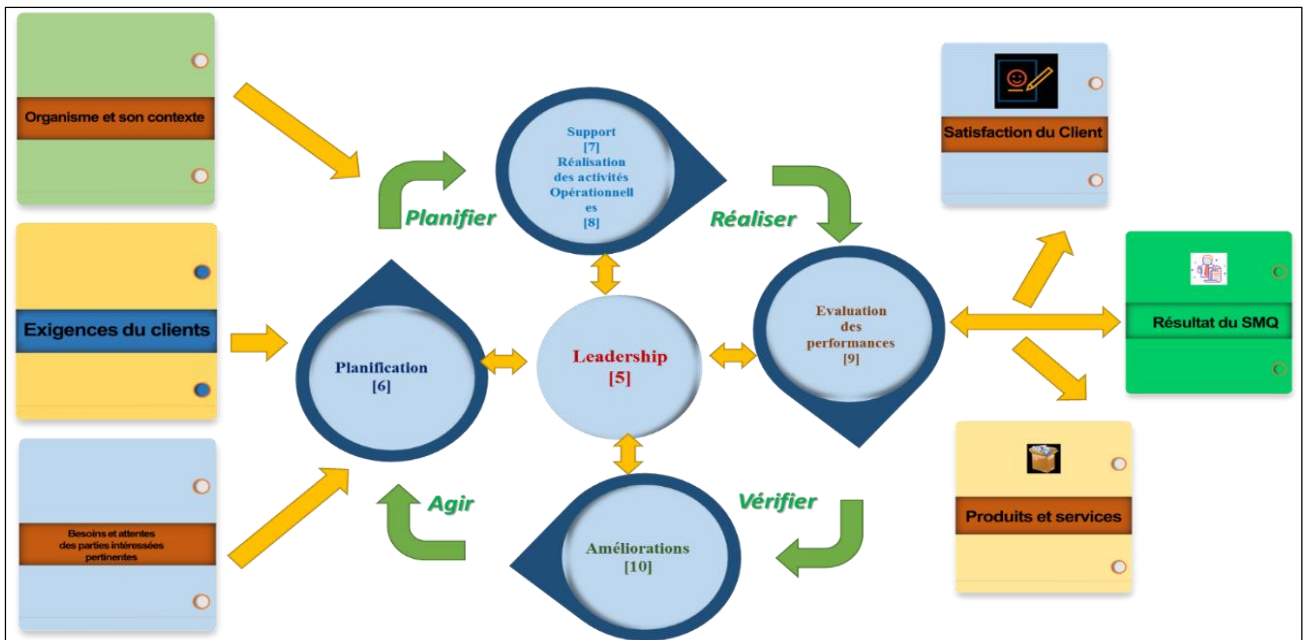 Organisme et son contexte
Exigences du clients
Besoins et attentes
des parties intéressées
pertinentes
Planifier
Support
[7]
Réalisation
des activités
Opérationnell
es
[8]
Réaliser
Planification
[6]
Leadership
[5]
Evaluation
des
performances
[9]
Agir
Améliorations
[10]
Vérifier
Satisfaction du Client
Résultat du SMQ
Produits et services